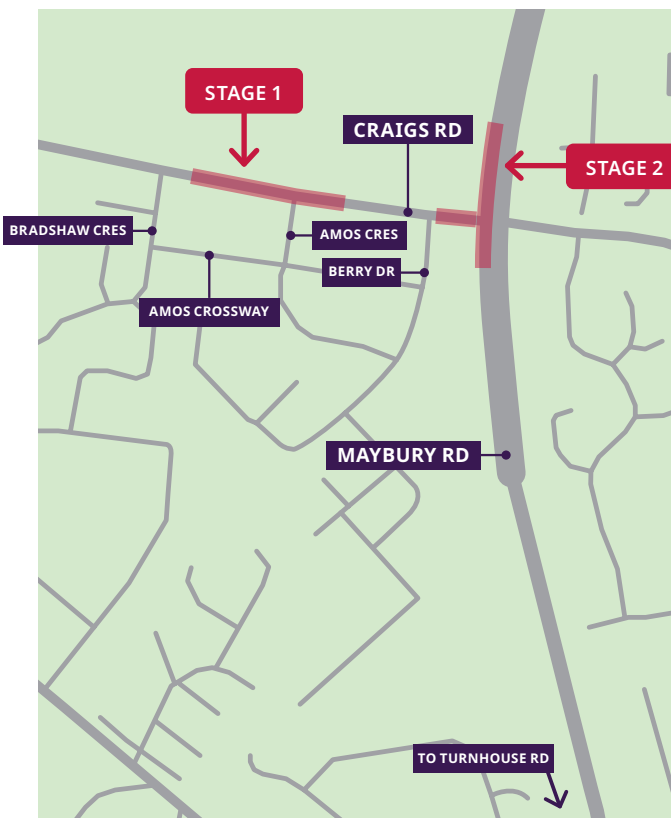 STAGE 1
CRAIGS RD
STAGE 2
BRADSHAW CRES
AMOS CRES
BERRY DR
AMOS CROSSWAY
MAYBURY RD
TO TURNHOUSE RD